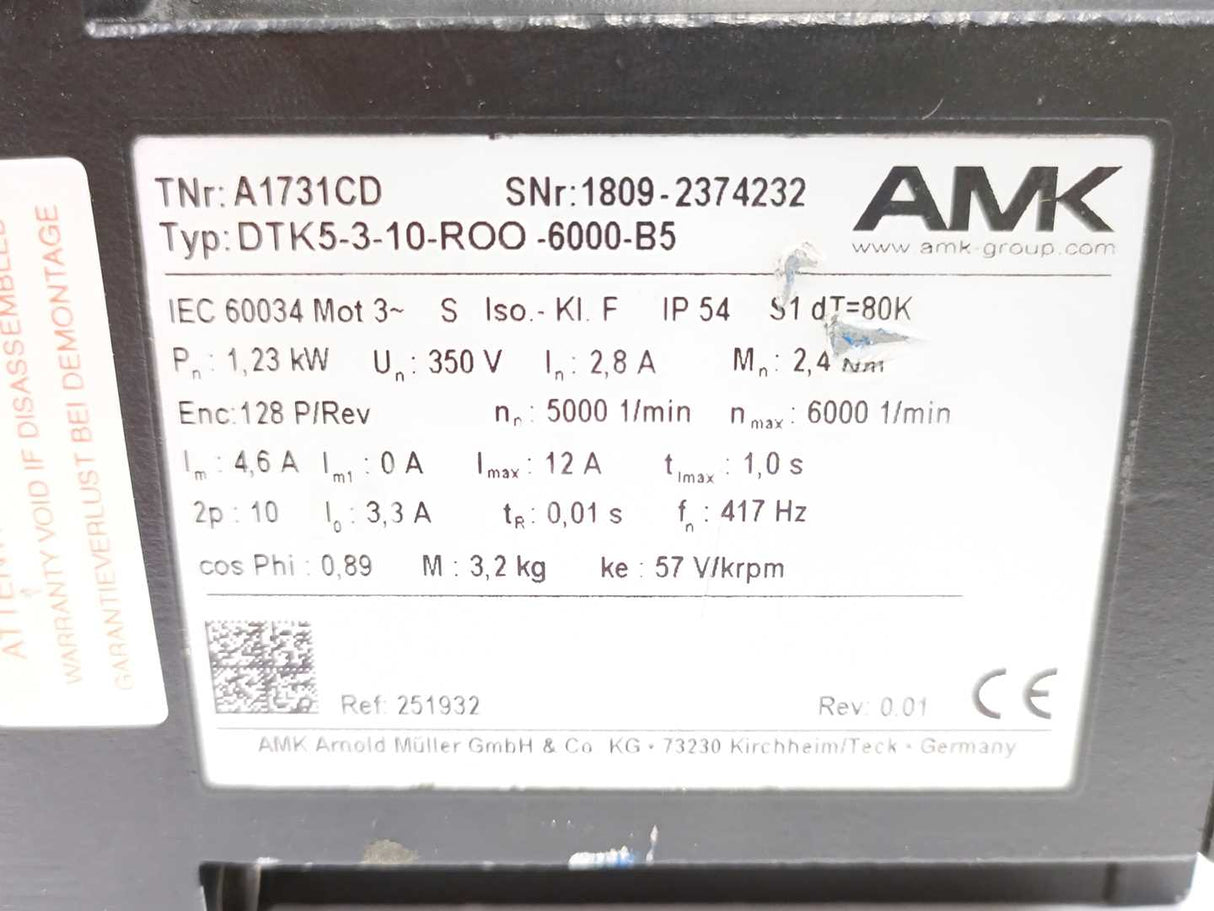 TNr: A1731CD SNr: 1809-2374232
AMK
Typ: DTK5-3-10-ROO -6000-B5
www amk-group.com
IEC 60034 Mot 3~ S Iso.- Kl. F IP 54 S1 dT=80K
Pn : 1,23 kW Un : 350 V In : 2,8 A Mn : 2,4 Nm
Enc: 128 P/Rev nn : 5000 1/min nmax : 6000 1/min
Im : 4,6 A Im1 : 0 A Imax : 12 A tImax : 1,0 s
2p : 10 I0 : 3,3 A tR : 0,01 s fn : 417 Hz
cos Phi : 0,89 M : 3,2 kg ke : 57 V/krpm
Ref: 251932 Rev: 0.01 CE
AMK Arnold Müller GmbH & Co KG • 73230 Kirchheim/Teck • Germany
WARRANTY VOID IF DISASSEMBLED
GARANTIEVERLUST BEI DEMONTAGE